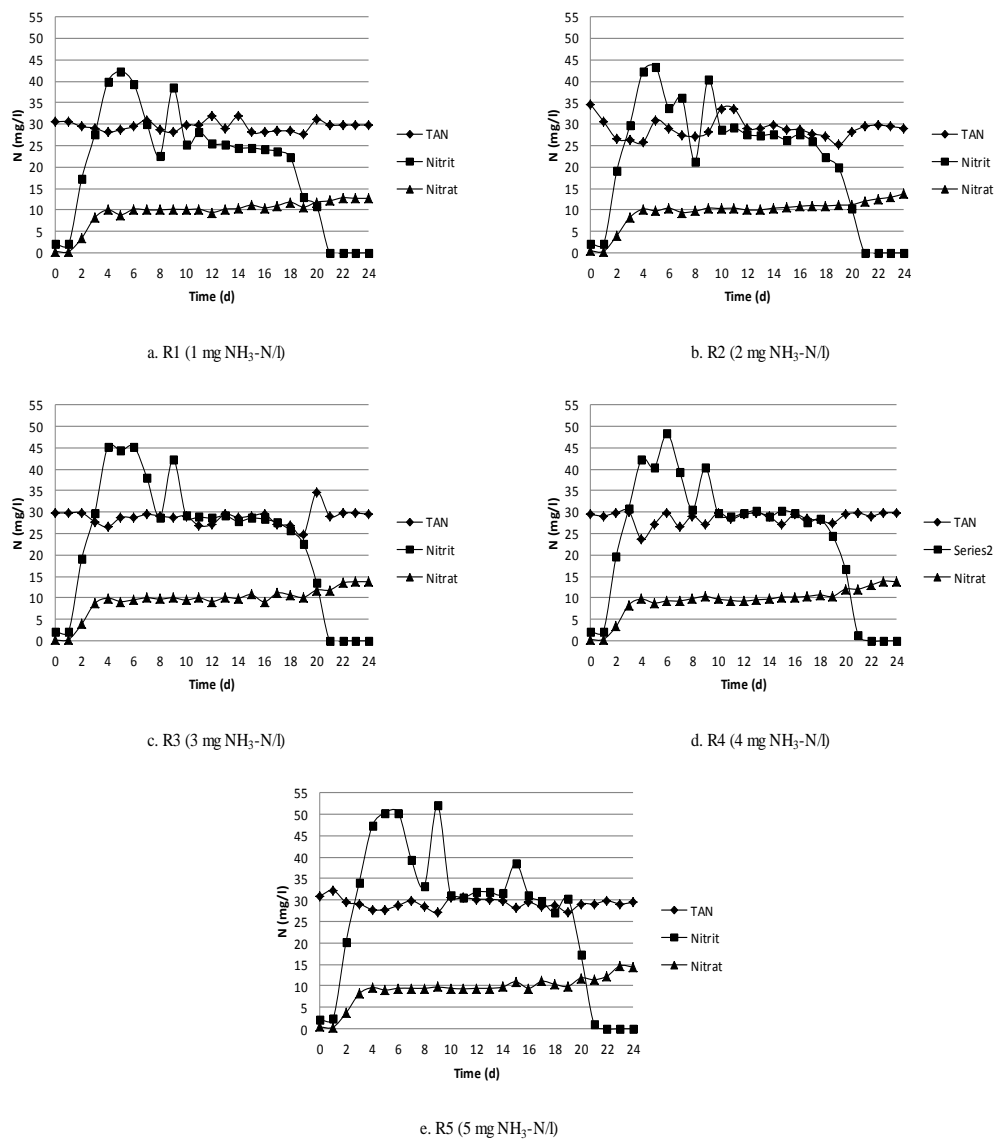 55
50
45
40
35
30
25
20
15
10
5
0
N (mg/l)
0 2 4 6 8 10 12 14 16 18 20 22 24
Time (d)
TAN
Nitrit
Nitrat
a. R1 (1 mg NH₃-N/l)
55
50
45
40
35
30
25
20
15
10
5
0
N (mg/l)
0 2 4 6 8 10 12 14 16 18 20 22 24
Time (d)
TAN
Nitrit
Nitrat
b. R2 (2 mg NH₃-N/l)
55
50
45
40
35
30
25
20
15
10
5
0
N (mg/l)
0 2 4 6 8 10 12 14 16 18 20 22 24
Time (d)
TAN
Nitrit
Nitrat
c. R3 (3 mg NH₃-N/l)
55
50
45
40
35
30
25
20
15
10
5
0
N (mg/l)
0 2 4 6 8 10 12 14 16 18 20 22 24
Time (d)
TAN
Series2
Nitrat
d. R4 (4 mg NH₃-N/l)
55
50
45
40
35
30
25
20
15
10
5
0
N (mg/l)
0 2 4 6 8 10 12 14 16 18 20 22 24
Time (d)
TAN
Nitrit
Nitrat
e. R5 (5 mg NH₃-N/l)